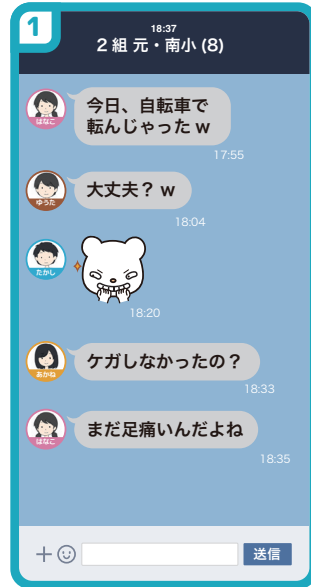 1
18:37
2組 元・南小 (8)
はなこ
今日、自転車で
転んじゃった w
17:55
ゆうた
大丈夫？ w
18:04
たかし
18:20
あかね
ケガしなかったの？
18:33
はなこ
まだ足痛いんだよね
18:35
送信